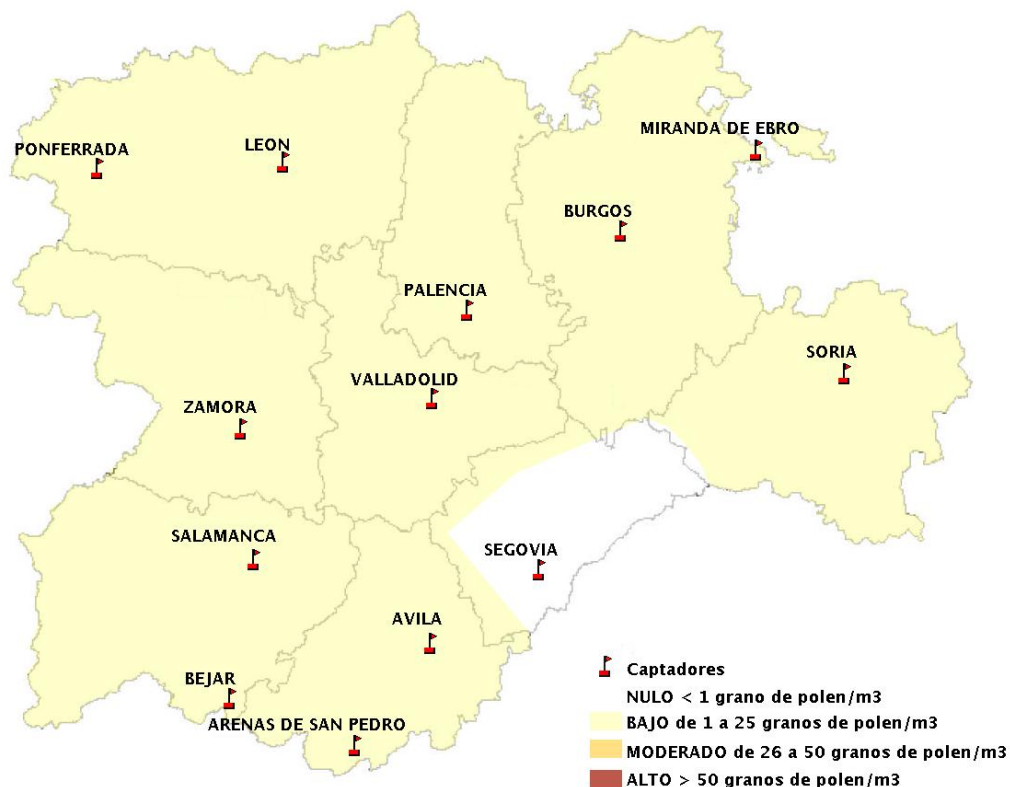 MIRANDA DE EBRO
PONFERRADA
LEON
BURGOS
PALENCIA
SORIA
VALLADOLID
ZAMORA
SALAMANCA
SEGOVIA
AVILA
BEJAR
ARENAS DE SAN PEDRO
Captadores
NULO < 1 grano de polen/m3
BAJO de 1 a 25 granos de polen/m3
MODERADO de 26 a 50 granos de polen/m3
ALTO > 50 granos de polen/m3